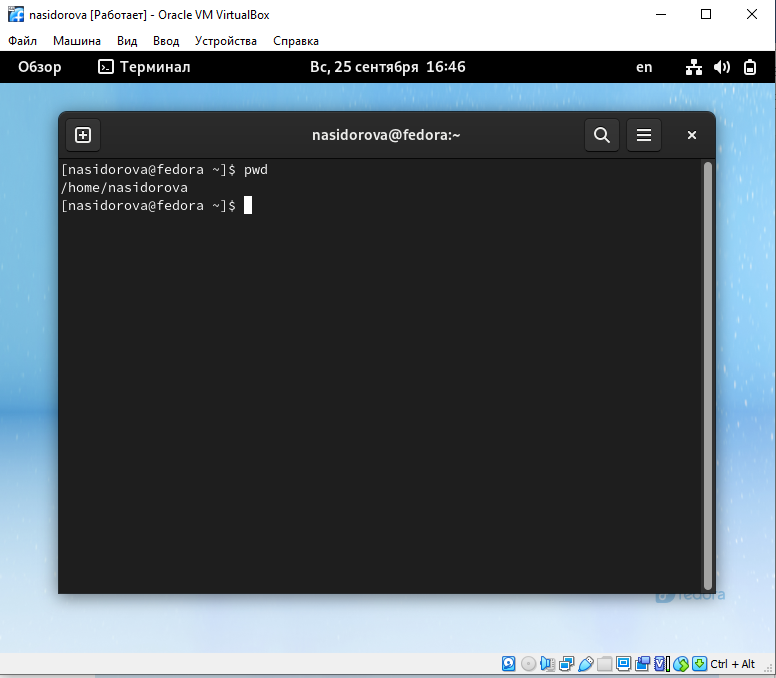 nasidorova [Работает] - Oracle VM VirtualBox
Файл Машина Вид Ввод Устройства Справка
Обзор Терминал Вс, 25 сентября 16:46 en
nasidorova@fedora:~
[nasidorova@fedora ~]$ pwd
/home/nasidorova
[nasidorova@fedora ~]$
fedora
Ctrl + Alt